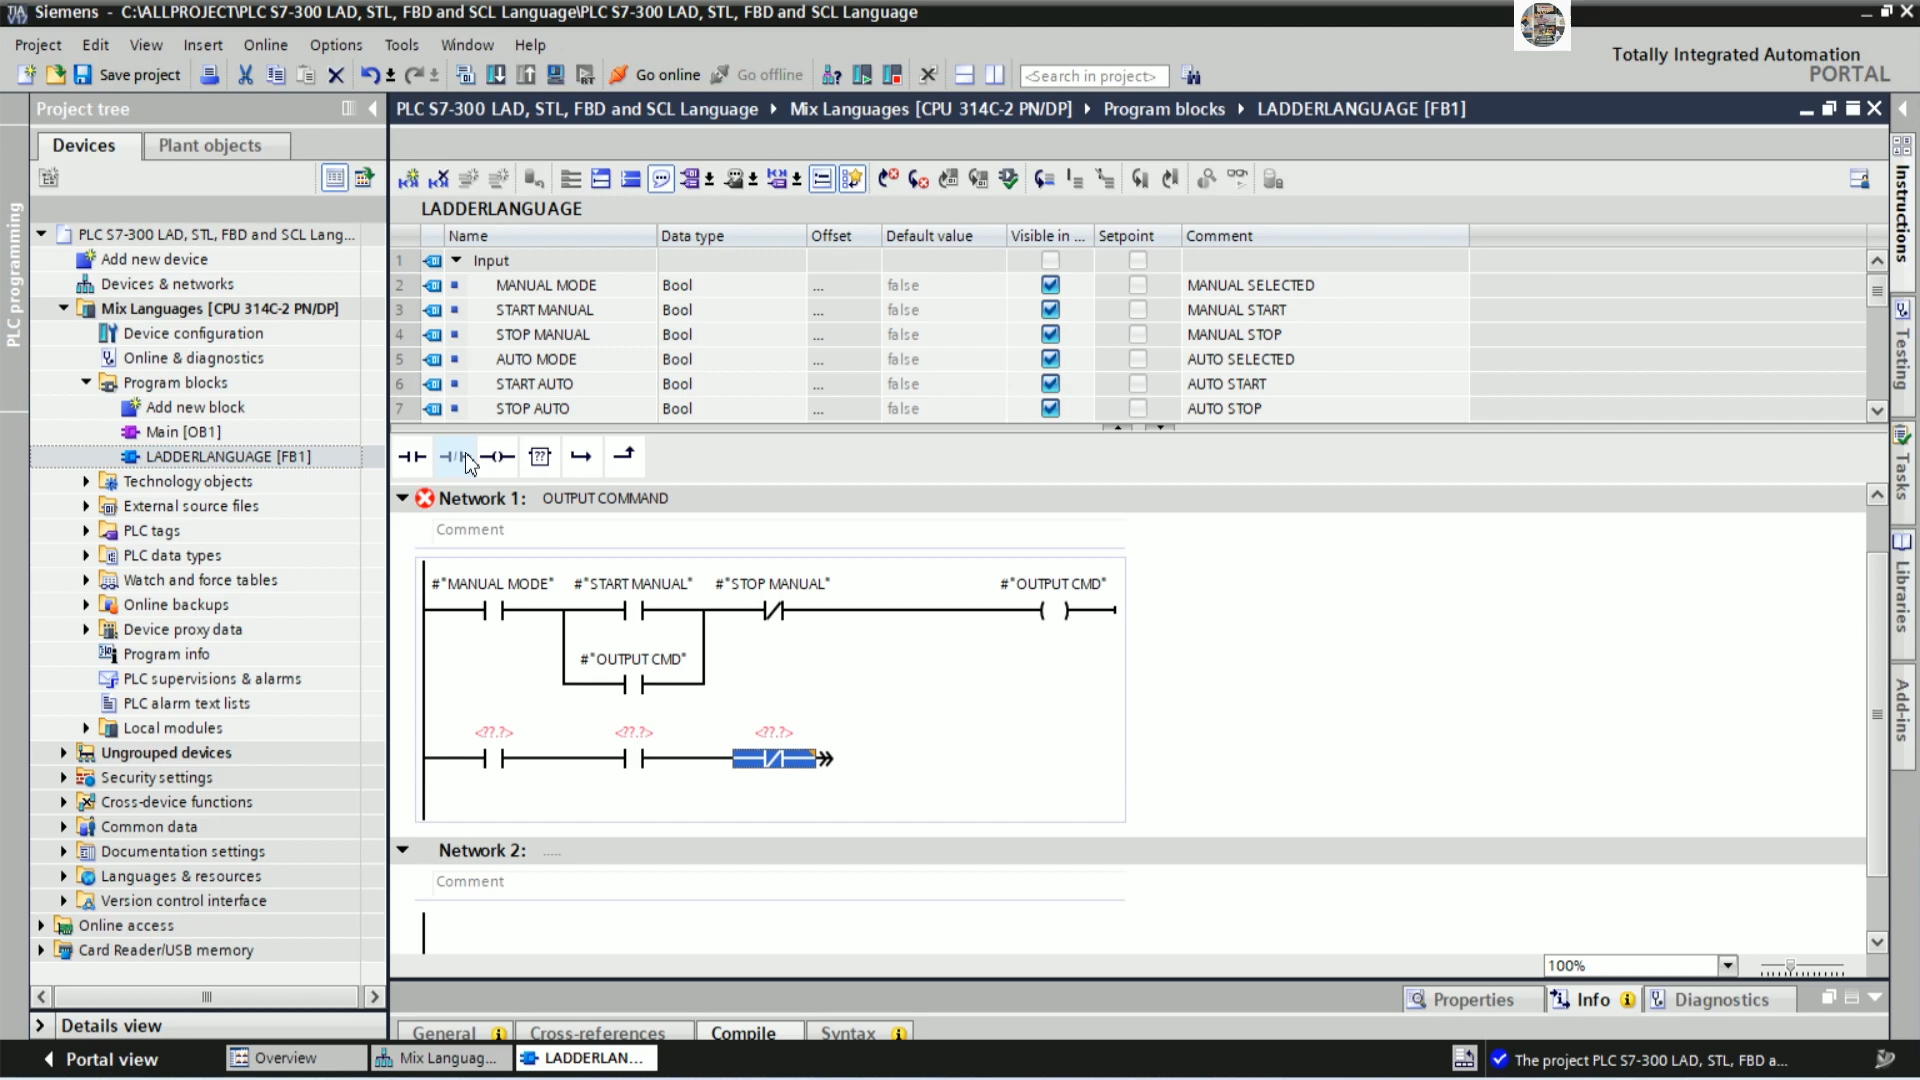 Siemens - C:\ALLPROJECT\PLC S7-300 LAD, STL, FBD and SCL Language\PLC S7-300 LAD, STL, FBD and SCL Language
Project Edit View Insert Online Options Tools Window Help
Totally Integrated Automation
PORTAL
Save project
Go online
Go offline
<Search in project>
Project tree
PLC S7-300 LAD, STL, FBD and SCL Language Mix Languages [CPU 314C-2 PN/DP] Program blocks LADDERLANGUAGE [FB1]
Devices
Plant objects
PLC programming
PLC S7-300 LAD, STL, FBD and SCL Lang...
Add new device
Devices & networks
Mix Languages [CPU 314C-2 PN/DP]
Device configuration
Online & diagnostics
Program blocks
Add new block
Main [OB1]
LADDERLANGUAGE [FB1]
Technology objects
External source files
PLC tags
PLC data types
Watch and force tables
Online backups
Device proxy data
Program info
PLC supervisions & alarms
PLC alarm text lists
Local modules
Ungrouped devices
Security settings
Cross-device functions
Common data
Documentation settings
Languages & resources
Version control interface
Online access
Card Reader/USB memory
Details view
LADDERLANGUAGE
Name Data type Offset Default value Visible in ... Setpoint Comment
1 Input
2 MANUAL MODE Bool ... false MANUAL SELECTED
3 START MANUAL Bool ... false MANUAL START
4 STOP MANUAL Bool ... false MANUAL STOP
5 AUTO MODE Bool ... false AUTO SELECTED
6 START AUTO Bool ... false AUTO START
7 STOP AUTO Bool ... false AUTO STOP
??
Network 1: OUTPUT COMMAND
Comment
#"MANUAL MODE" #"START MANUAL" #"STOP MANUAL" #"OUTPUT CMD"
#"OUTPUT CMD"
<??.?> <??.?> <??.?>
Network 2: .....
Comment
100%
Properties
Info
Diagnostics
General
Cross-references
Compile
Syntax
Instructions
Testing
Tasks
Libraries
Add-ins
Portal view
Overview
Mix Languag...
LADDERLAN...
The project PLC S7-300 LAD, STL, FBD a...